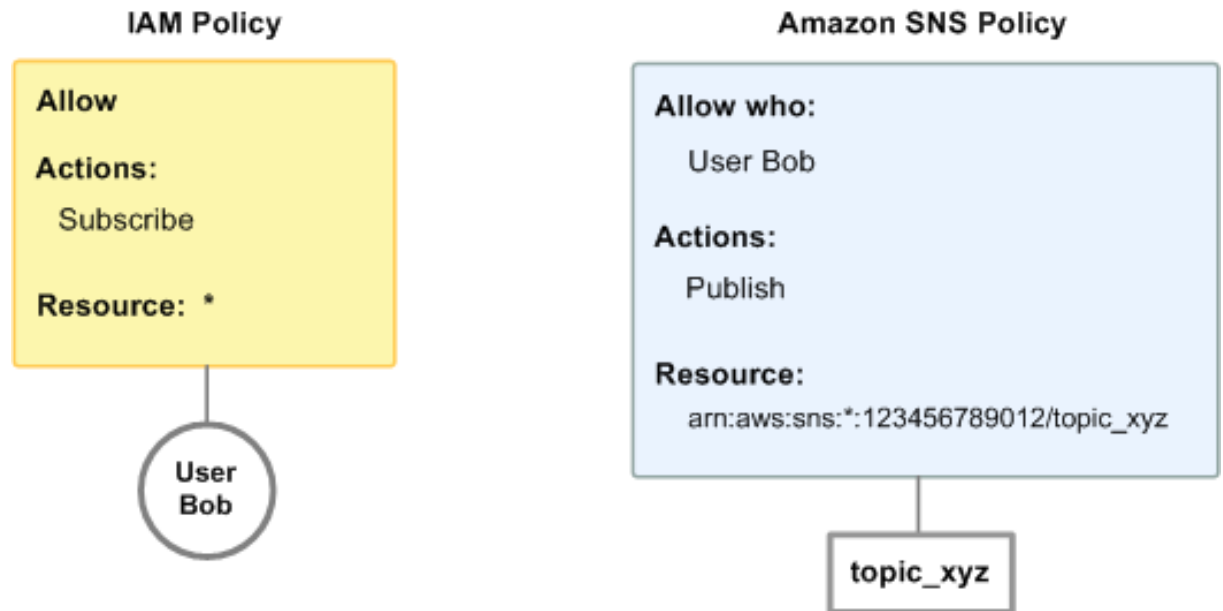 IAM Policy
Allow
Actions:
Subscribe
Resource: *
User
Bob
Amazon SNS Policy
Allow who:
User Bob
Actions:
Publish
Resource:
arn:aws:sns:*:123456789012/topic_xyz
topic_xyz